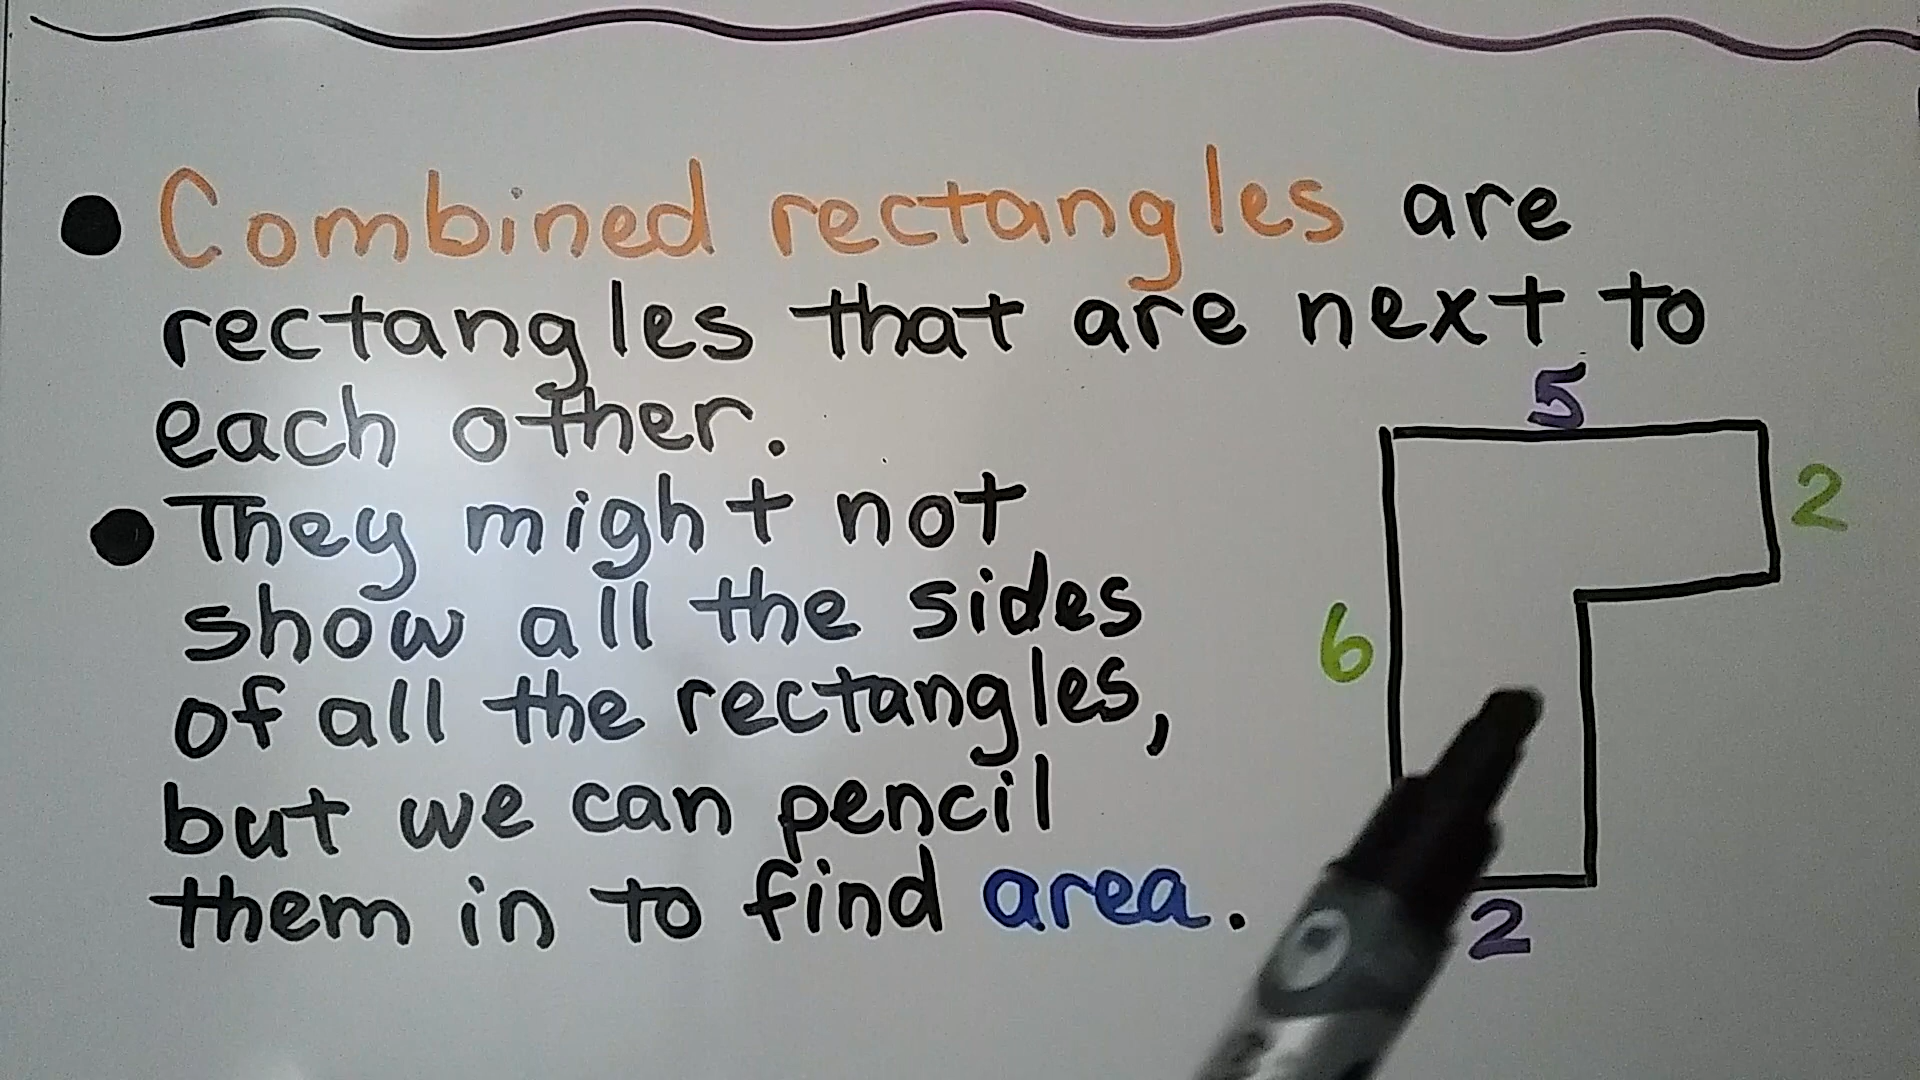 Combined rectangles are
rectangles that are next to
each other.
They might not
show all the sides
of all the rectangles,
but we can pencil
them in to find area.
5
2
6
2